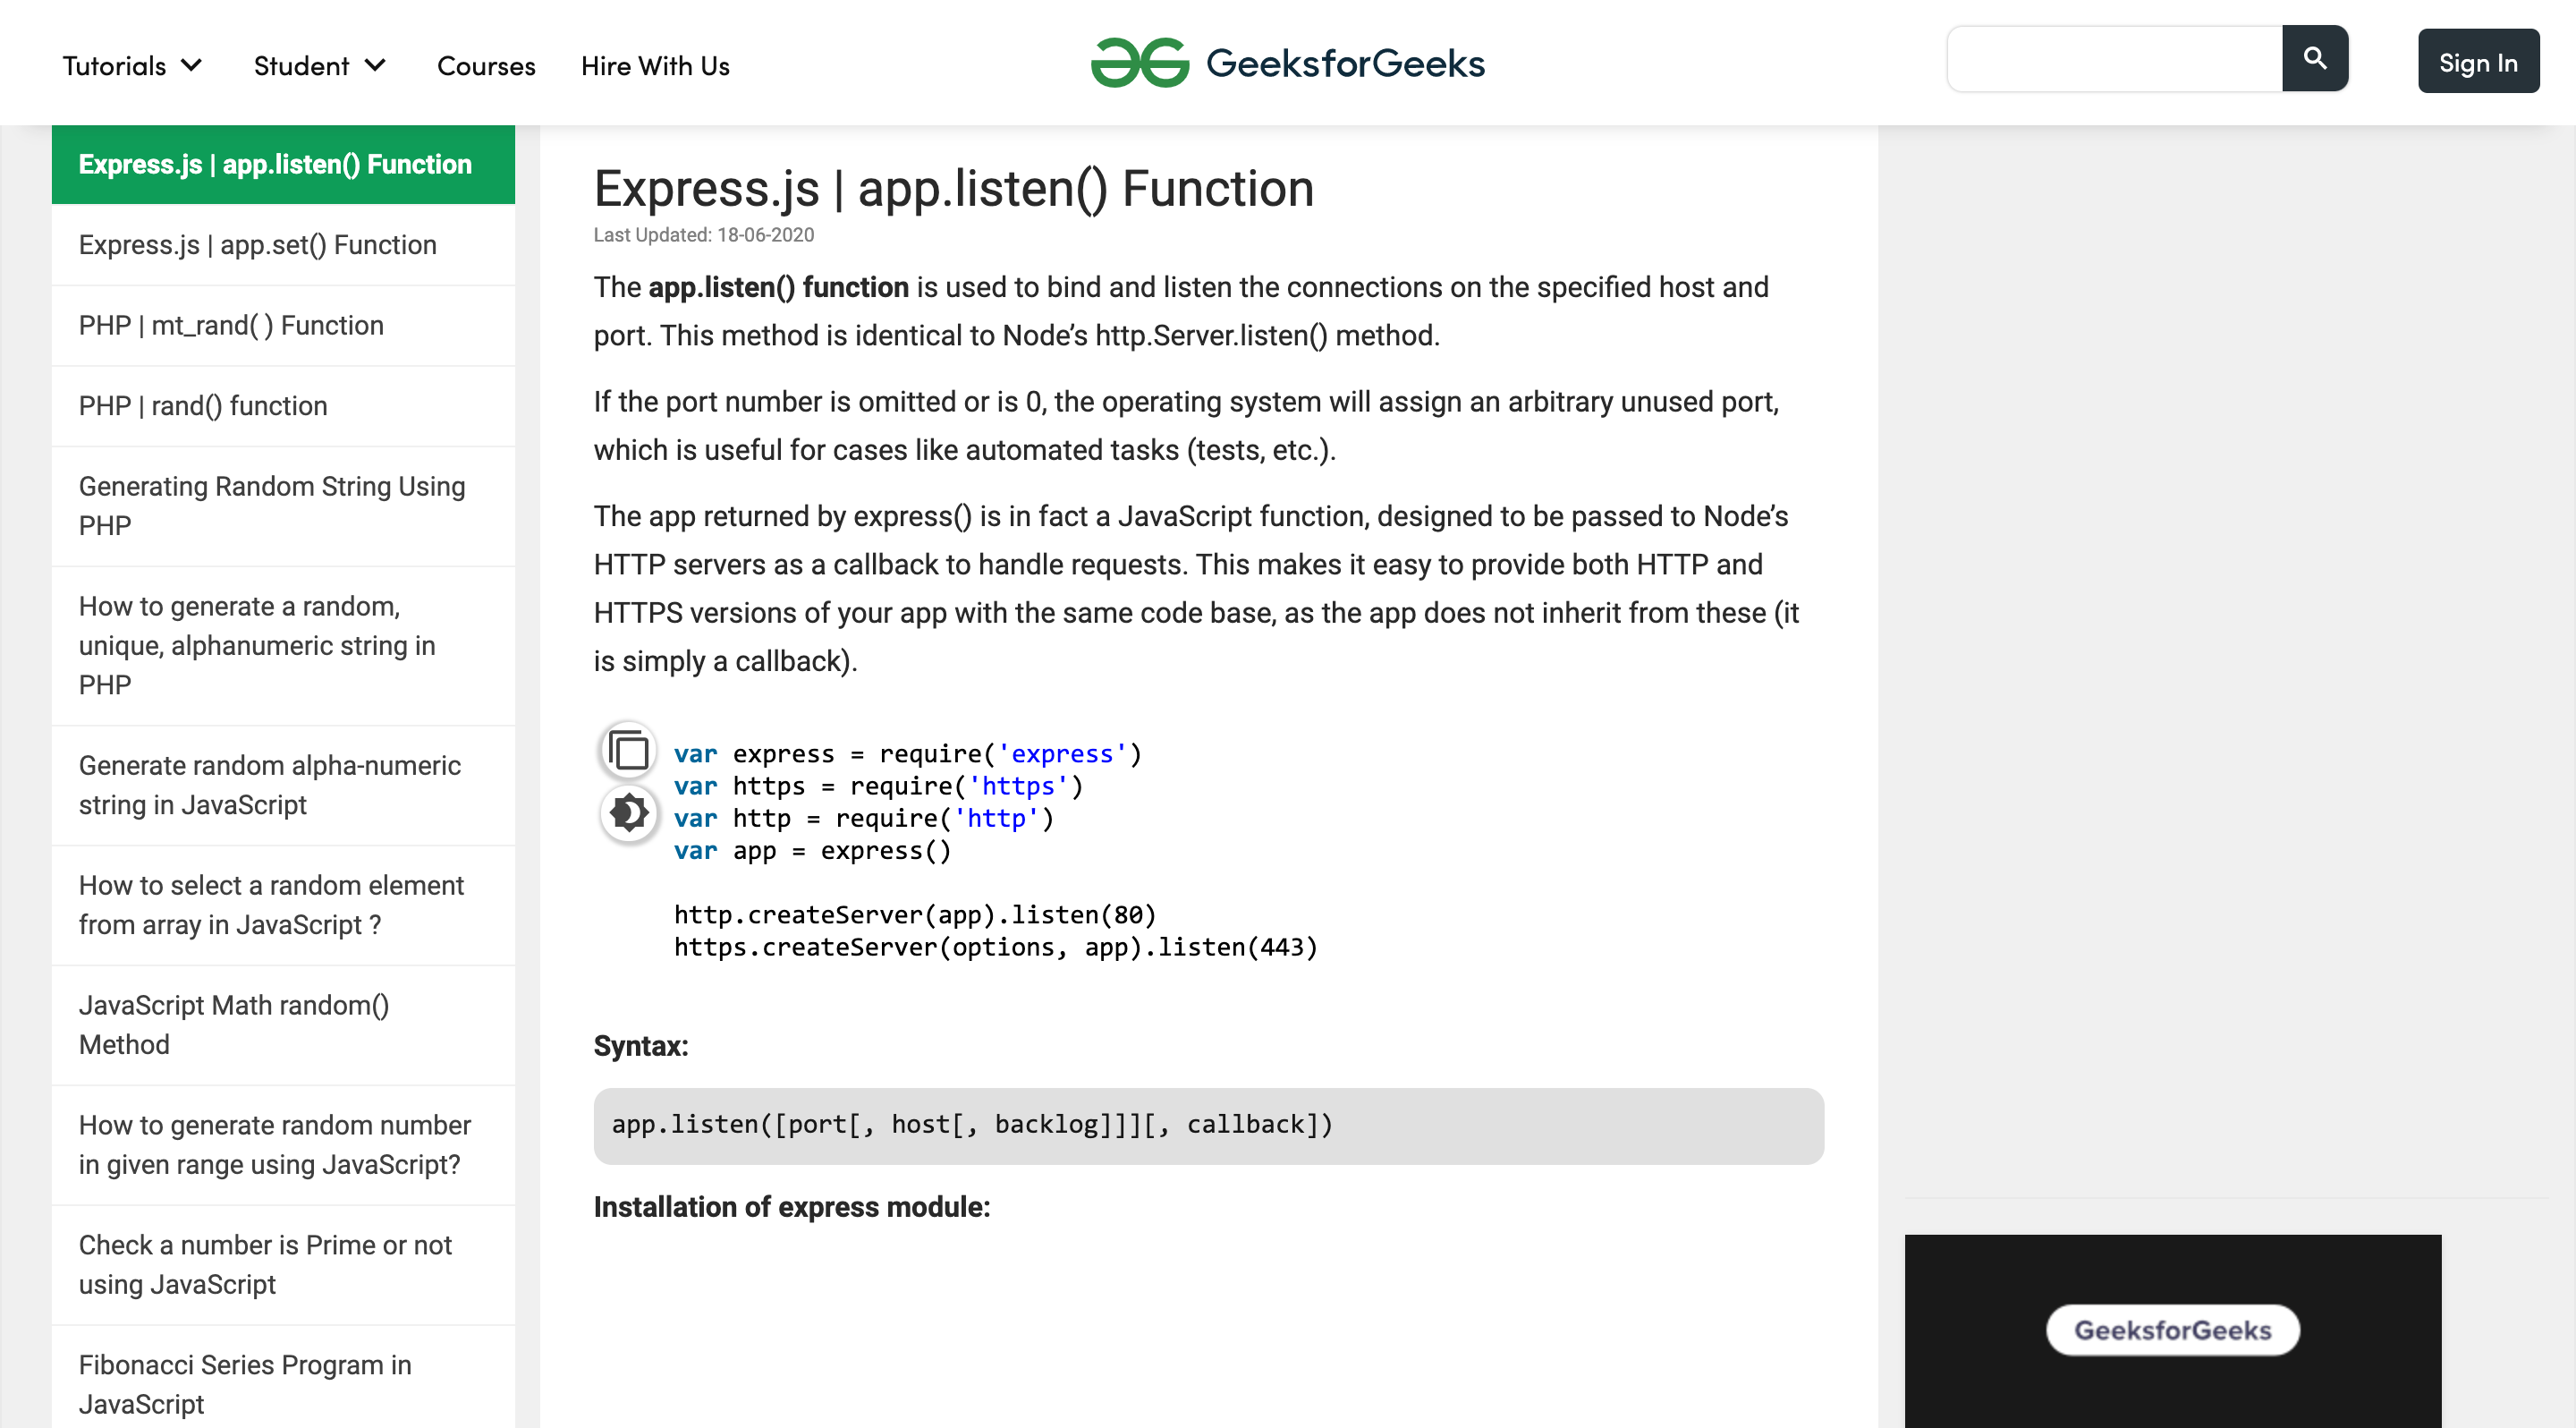 Tutorials
Student
Courses
Hire With Us
GeeksforGeeks
Sign In
Express.js | app.listen() Function
Express.js | app.set() Function
PHP | mt_rand( ) Function
PHP | rand() function
Generating Random String Using
PHP
How to generate a random,
unique, alphanumeric string in
PHP
Generate random alpha-numeric
string in JavaScript
How to select a random element
from array in JavaScript ?
JavaScript Math random()
Method
How to generate random number
in given range using JavaScript?
Check a number is Prime or not
using JavaScript
Fibonacci Series Program in
JavaScript
Express.js | app.listen() Function
Last Updated: 18-06-2020
The app.listen() function is used to bind and listen the connections on the specified host and
port. This method is identical to Node’s http.Server.listen() method.
If the port number is omitted or is 0, the operating system will assign an arbitrary unused port,
which is useful for cases like automated tasks (tests, etc.).
The app returned by express() is in fact a JavaScript function, designed to be passed to Node’s
HTTP servers as a callback to handle requests. This makes it easy to provide both HTTP and
HTTPS versions of your app with the same code base, as the app does not inherit from these (it
is simply a callback).
var express = require('express')
var https = require('https')
var http = require('http')
var app = express()
http.createServer(app).listen(80)
https.createServer(options, app).listen(443)
Syntax:
app.listen([port[, host[, backlog]]][, callback])
Installation of express module:
GeeksforGeeks